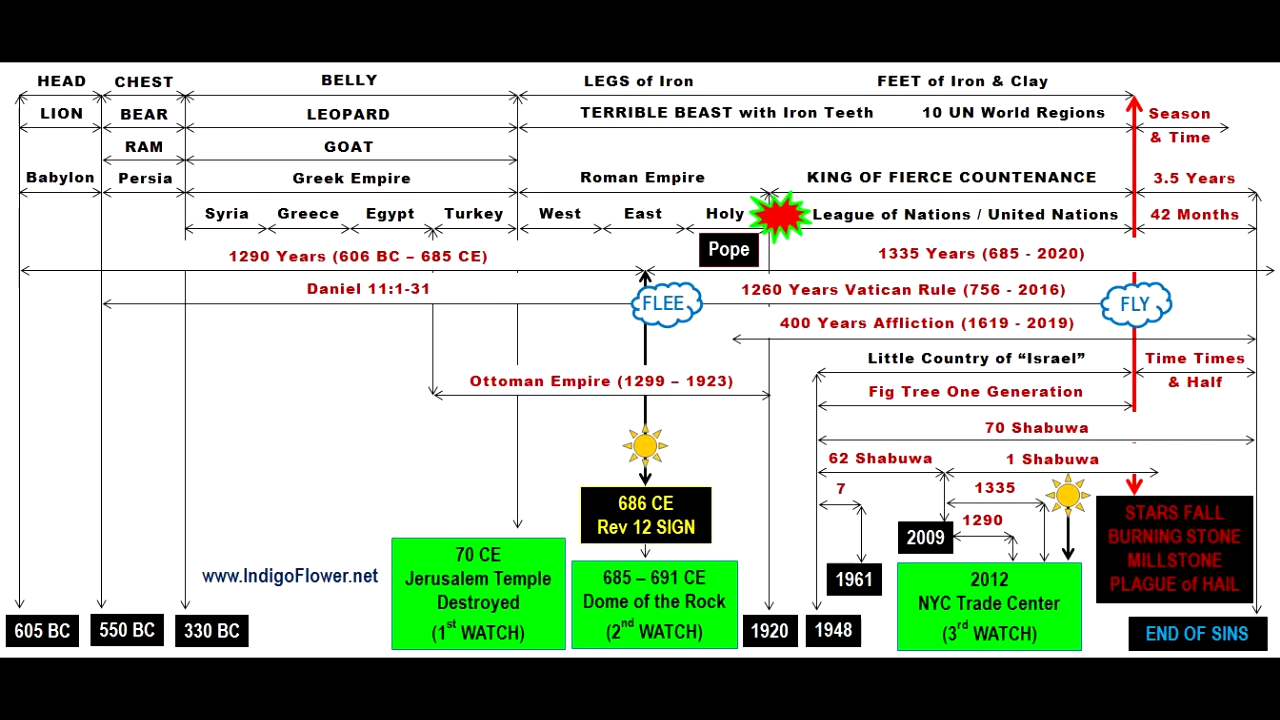 HEAD CHEST BELLY LEGS of Iron FEET of Iron & Clay
LION BEAR LEOPARD TERRIBLE BEAST with Iron Teeth 10 UN World Regions Season
& Time
RAM GOAT
Babylon Persia Greek Empire Roman Empire KING OF FIERCE COUNTENANCE 3.5 Years
Syria Greece Egypt Turkey West East Holy League of Nations / United Nations 42 Months
Pope
1290 Years (606 BC – 685 CE) 1335 Years (685 - 2020)
Daniel 11:1-31 FLEE 1260 Years Vatican Rule (756 - 2016) FLY
400 Years Affliction (1619 - 2019)
Little Country of “Israel” Time Times
& Half
Ottoman Empire (1299 – 1923)
Fig Tree One Generation
70 Shabuwa
62 Shabuwa 1 Shabuwa
7 1335
1290
686 CE
Rev 12 SIGN
2009
STARS FALL
BURNING STONE
MILLSTONE
PLAGUE of HAIL
www.IndigoFlower.net
70 CE
Jerusalem Temple
Destroyed
(1st WATCH)
685 – 691 CE
Dome of the Rock
(2nd WATCH)
1961
2012
NYC Trade Center
(3rd WATCH)
605 BC 550 BC 330 BC 1920 1948 END OF SINS